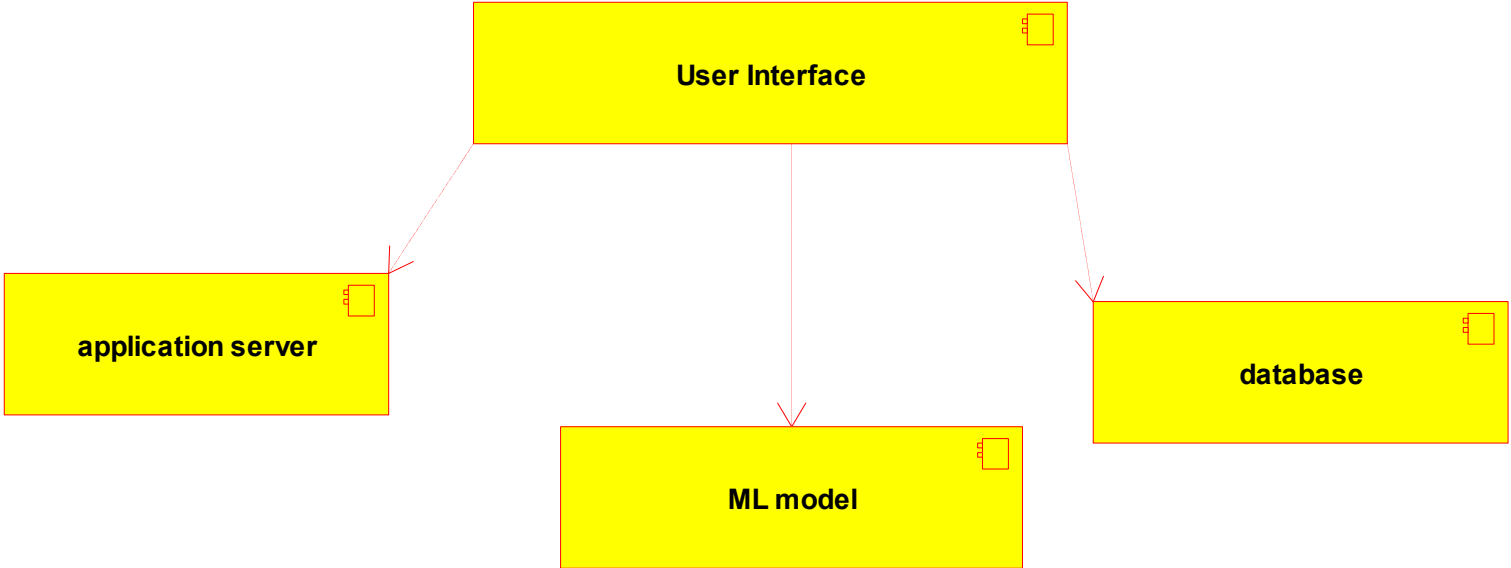 User Interface
application server
database
ML model